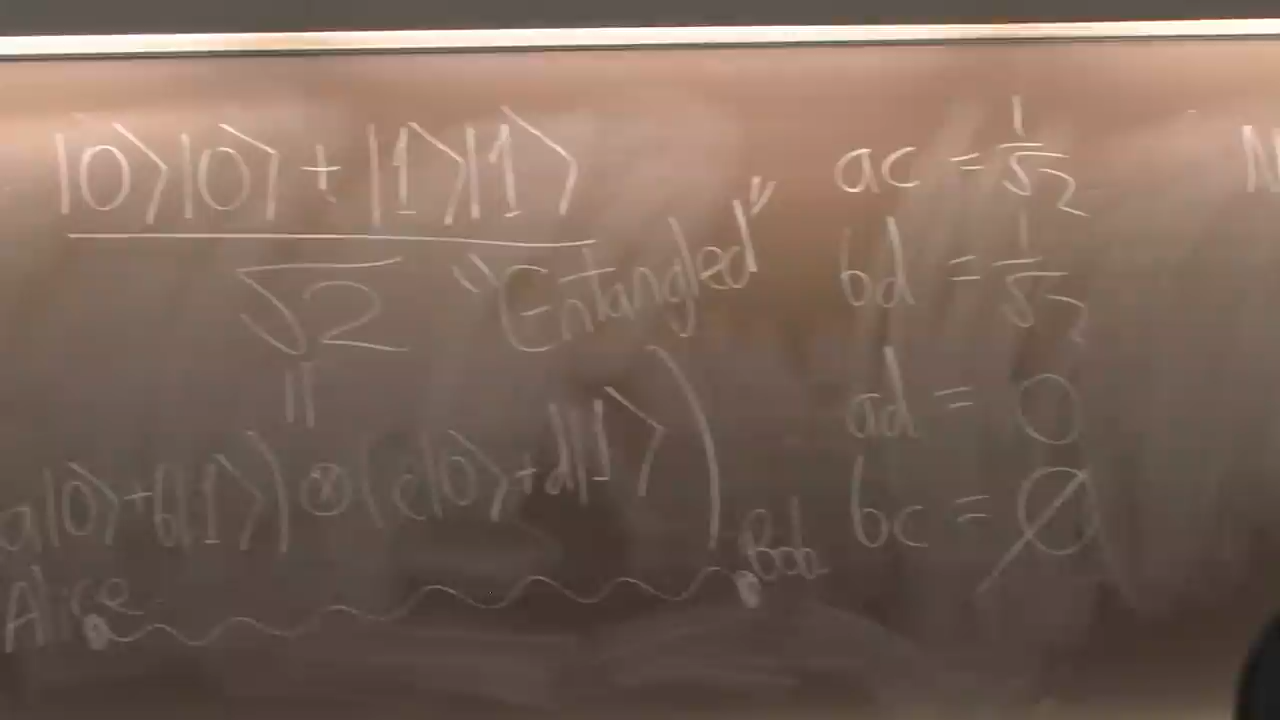 |0⟩|0⟩ + |1⟩|1⟩
√2
"Entangled"
=
a|0⟩+b|1⟩) ⊗ (c|0⟩+d|1⟩)
Alice
Bob
ac = 1/√2
bd = 1/√2
ad = 0
bc = 0